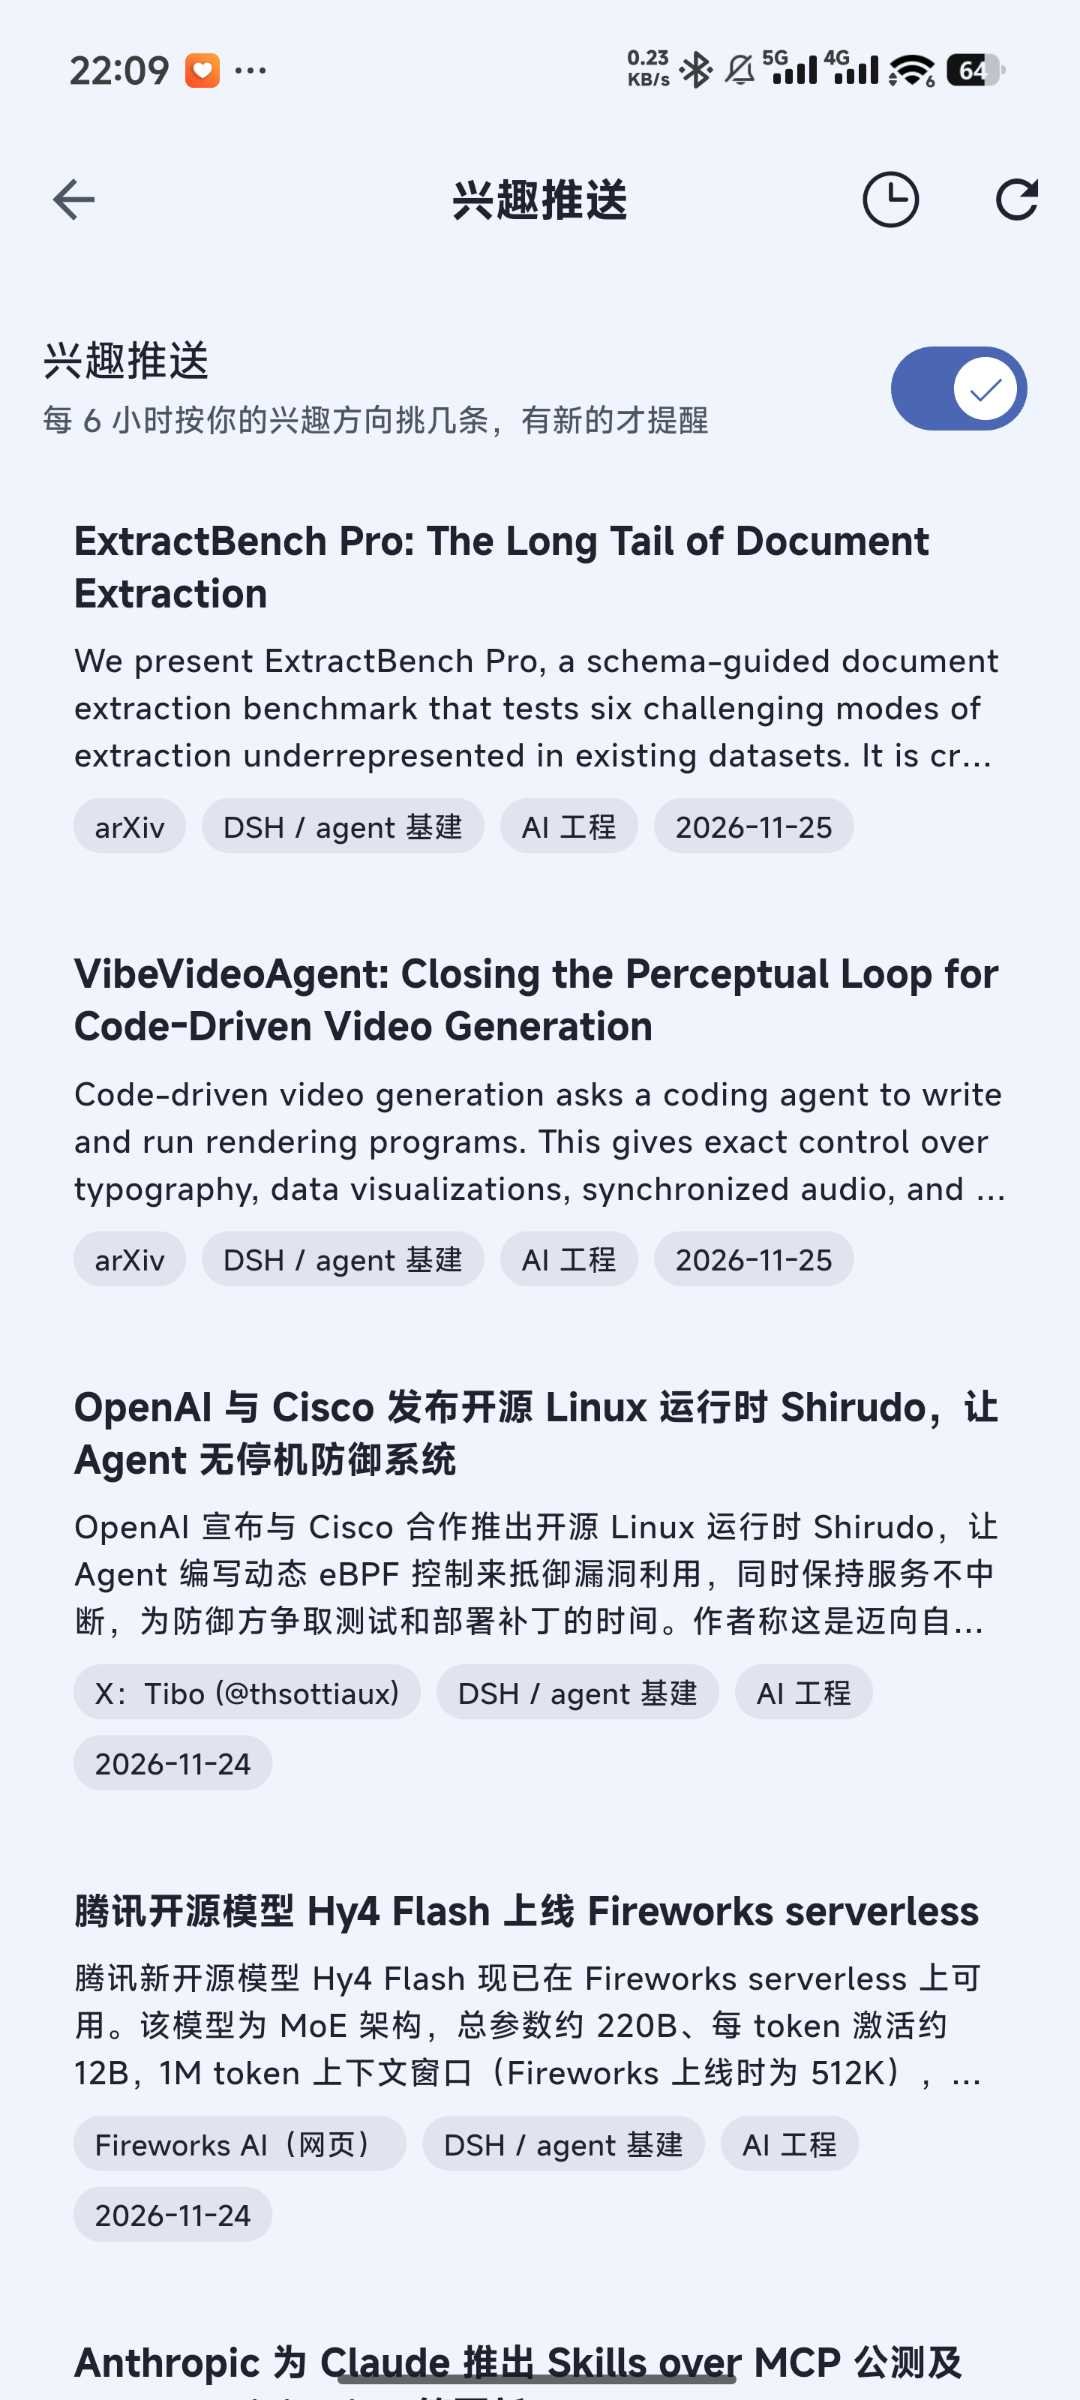 22:09
0.23 KB/s 5G 4G 6 64
兴趣推送
兴趣推送
每 6 小时按你的兴趣方向挑几条，有新的才提醒
ExtractBench Pro: The Long Tail of Document
Extraction
We present ExtractBench Pro, a schema-guided document
extraction benchmark that tests six challenging modes of
extraction underrepresented in existing datasets. It is cr...
arXiv DSH / agent 基建 AI 工程 2026-11-25
VibeVideoAgent: Closing the Perceptual Loop for
Code-Driven Video Generation
Code-driven video generation asks a coding agent to write
and run rendering programs. This gives exact control over
typography, data visualizations, synchronized audio, and ...
arXiv DSH / agent 基建 AI 工程 2026-11-25
OpenAI 与 Cisco 发布开源 Linux 运行时 Shirudo，让
Agent 无停机防御系统
OpenAI 宣布与 Cisco 合作推出开源 Linux 运行时 Shirudo，让
Agent 编写动态 eBPF 控制来抵御漏洞利用，同时保持服务不中
断，为防御方争取测试和部署补丁的时间。作者称这是迈向自...
X：Tibo (@thsottiaux) DSH / agent 基建 AI 工程
2026-11-24
腾讯开源模型 Hy4 Flash 上线 Fireworks serverless
腾讯新开源模型 Hy4 Flash 现已在 Fireworks serverless 上可
用。该模型为 MoE 架构，总参数约 220B、每 token 激活约
12B，1M token 上下文窗口（Fireworks 上线时为 512K），...
Fireworks AI（网页） DSH / agent 基建 AI 工程
2026-11-24
Anthropic 为 Claude 推出 Skills over MCP 公测及